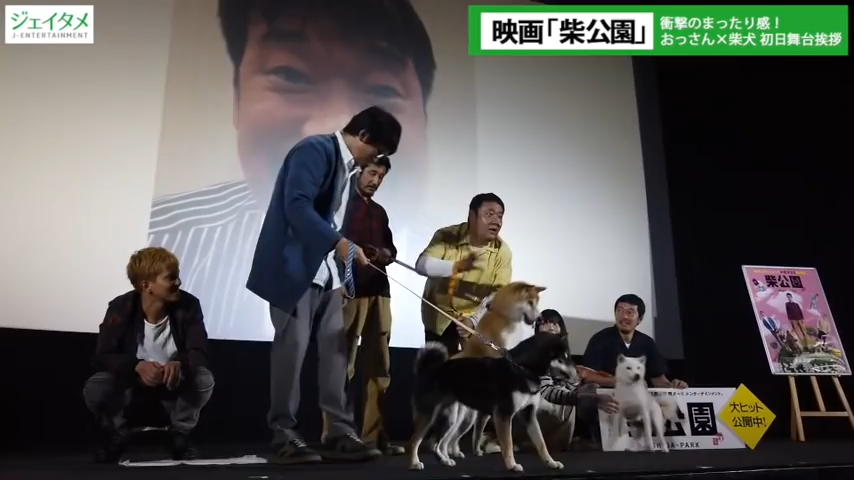 ジェイタメ
J-ENTERTAINMENT
映画「柴公園」
衝撃のまったり感！
おっさん×柴犬 初日舞台挨拶
柴公園
園
PARK
大ヒット
公開中!